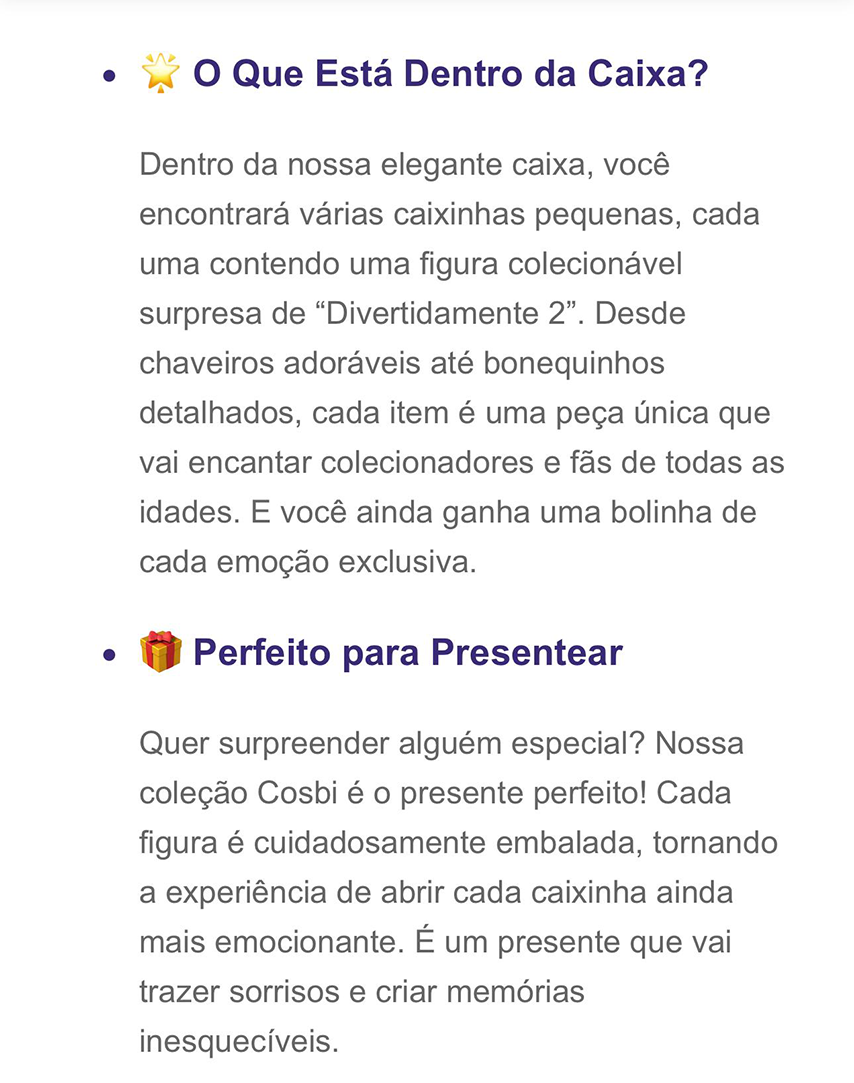 • 🌟 O Que Está Dentro da Caixa?
Dentro da nossa elegante caixa, você
encontrará várias caixinhas pequenas, cada
uma contendo uma figura colecionável
surpresa de “Divertidamente 2”. Desde
chaveiros adoráveis até bonequinhos
detalhados, cada item é uma peça única que
vai encantar colecionadores e fãs de todas as
idades. E você ainda ganha uma bolinha de
cada emoção exclusiva.
• 🎁 Perfeito para Presentear
Quer surpreender alguém especial? Nossa
coleção Cosbi é o presente perfeito! Cada
figura é cuidadosamente embalada, tornando
a experiência de abrir cada caixinha ainda
mais emocionante. É um presente que vai
trazer sorrisos e criar memórias
inesquecíveis.